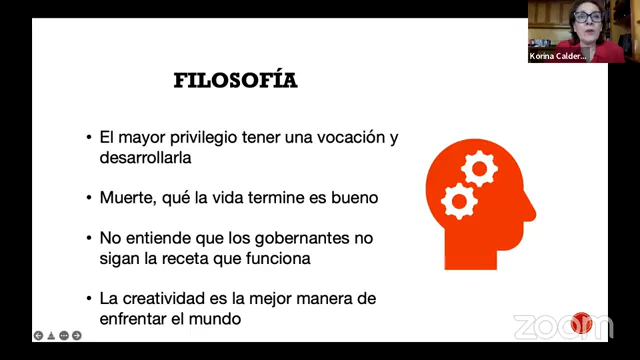 Korina Calder...
FILOSOFÍA
• El mayor privilegio tener una vocación y
desarrollarla
• Muerte, qué la vida termine es bueno
• No entiende que los gobernantes no
sigan la receta que funciona
• La creatividad es la mejor manera de
enfrentar el mundo
zoom